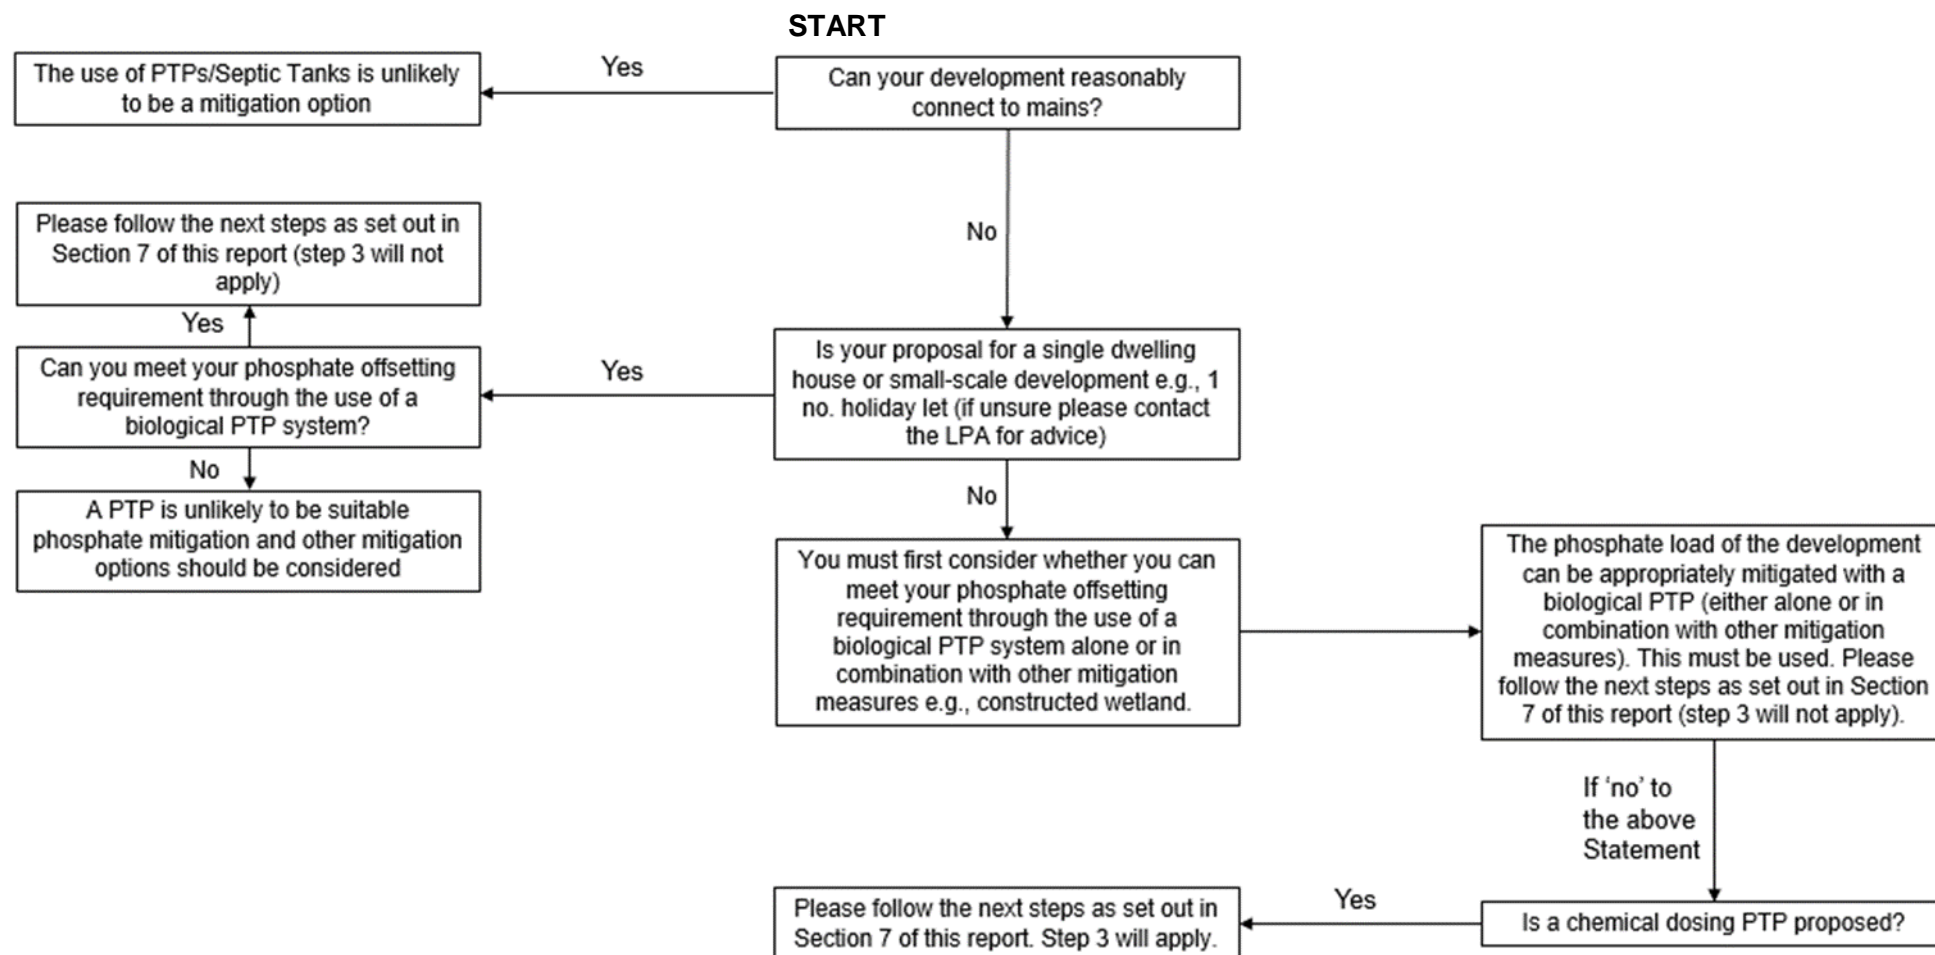 START
Can your development reasonably
connect to mains?
Yes
The use of PTPs/Septic Tanks is unlikely
to be a mitigation option
No
Is your proposal for a single dwelling
house or small-scale development e.g., 1
no. holiday let (if unsure please contact
the LPA for advice)
Yes
Can you meet your phosphate offsetting
requirement through the use of a
biological PTP system?
Yes
Please follow the next steps as set out in
Section 7 of this report (step 3 will not
apply)
No
A PTP is unlikely to be suitable
phosphate mitigation and other mitigation
options should be considered
No
You must first consider whether you can
meet your phosphate offsetting
requirement through the use of a
biological PTP system alone or in
combination with other mitigation
measures e.g., constructed wetland.
The phosphate load of the development
can be appropriately mitigated with a
biological PTP (either alone or in
combination with other mitigation
measures). This must be used. Please
follow the next steps as set out in Section
7 of this report (step 3 will not apply).
If ‘no’ to
the above
Statement
Is a chemical dosing PTP proposed?
Yes
Please follow the next steps as set out in
Section 7 of this report. Step 3 will apply.